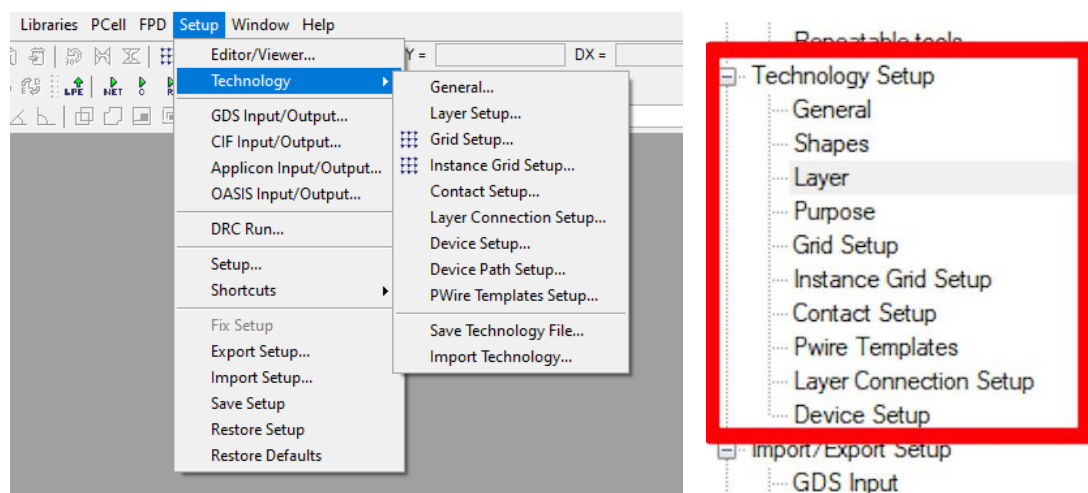 Libraries PCell FPD Setup Window Help
Y = DX =
LPE NET C R
Editor/Viewer...
Technology
GDS Input/Output...
CIF Input/Output...
Applicon Input/Output...
OASIS Input/Output...
DRC Run...
Setup...
Shortcuts
Fix Setup
Export Setup...
Import Setup...
Save Setup
Restore Setup
Restore Defaults
General...
Layer Setup...
Grid Setup...
Instance Grid Setup...
Contact Setup...
Layer Connection Setup...
Device Setup...
Device Path Setup...
PWire Templates Setup...
Save Technology File...
Import Technology...
Repeatable tools
Technology Setup
General
Shapes
Layer
Purpose
Grid Setup
Instance Grid Setup
Contact Setup
Pwire Templates
Layer Connection Setup
Device Setup
Import/Export Setup
GDS Input